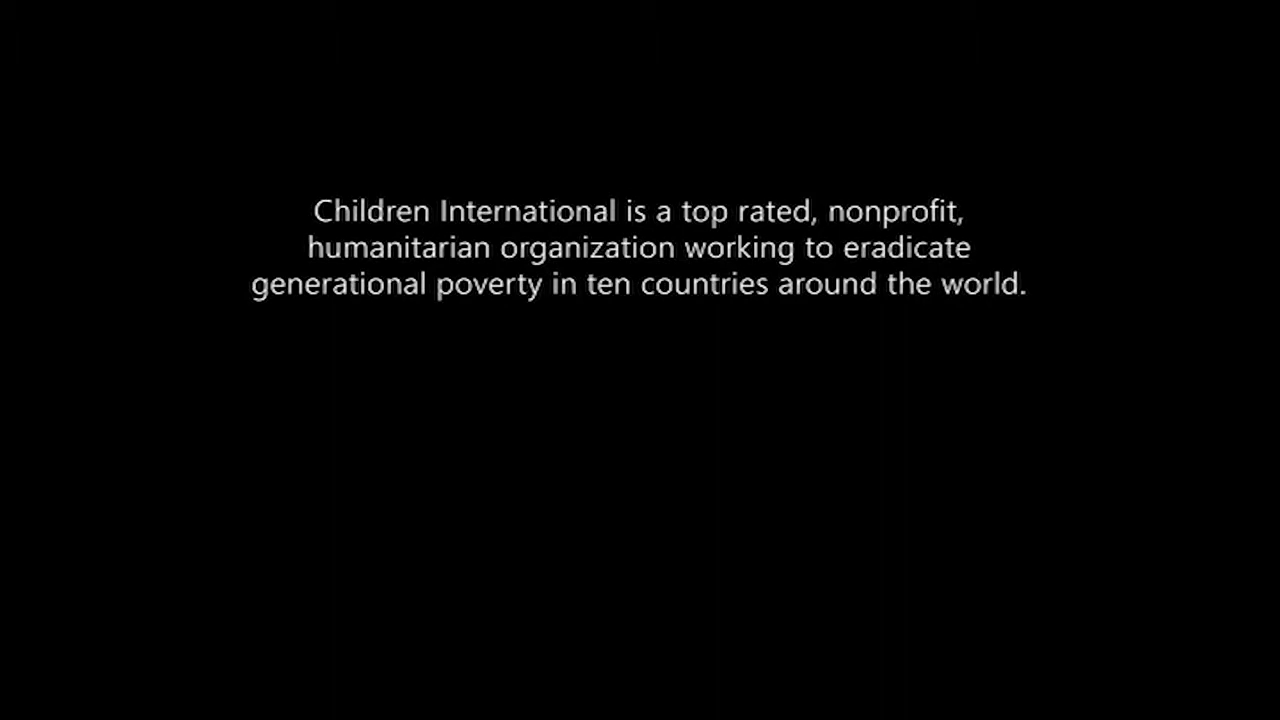 Children International is a top rated, nonprofit,
humanitarian organization working to eradicate
generational poverty in ten countries around the world.